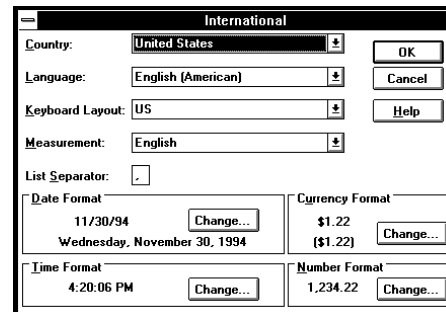 International
Country: United States
OK
Language: English (American)
Cancel
Keyboard Layout: US
Help
Measurement: English
List Separator: ,
Date Format
11/30/94 Change...
Wednesday, November 30, 1994
Currency Format
$1.22
($1.22) Change...
Time Format
4:20:06 PM Change...
Number Format
1,234.22 Change...